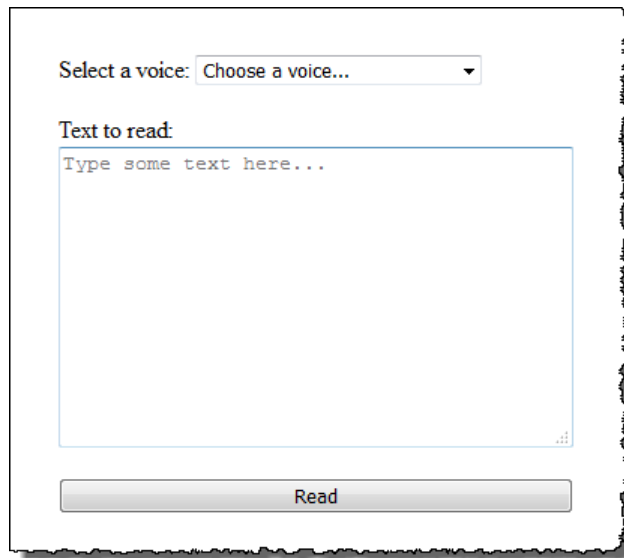 Select a voice: Choose a voice...
Text to read:
Type some text here...
Read